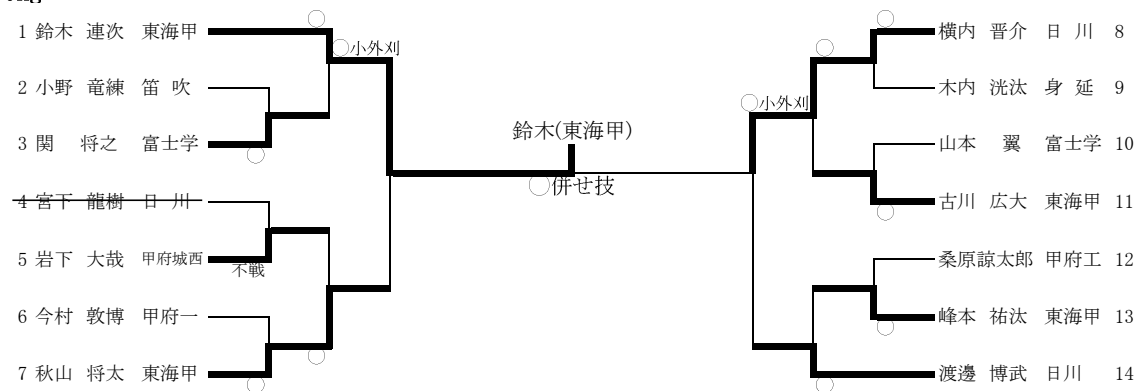 1 鈴木 連次 東海甲
2 小野 竜練 笛 吹
3 関 将之 富士学
4 宮下 龍樹 日 川
5 岩下 大哉 甲府城西
6 今村 敦博 甲府一
7 秋山 将太 東海甲
○
○小外刈
○
不戦
○
○
鈴木(東海甲)
○併せ技
○
○
○小外刈
○
○
○
横内 晋介 日 川 8
木内 洸汰 身 延 9
山本 翼 富士学 10
古川 広大 東海甲 11
桑原諒太郎 甲府工 12
峰本 祐汰 東海甲 13
渡邊 博武 日川 14